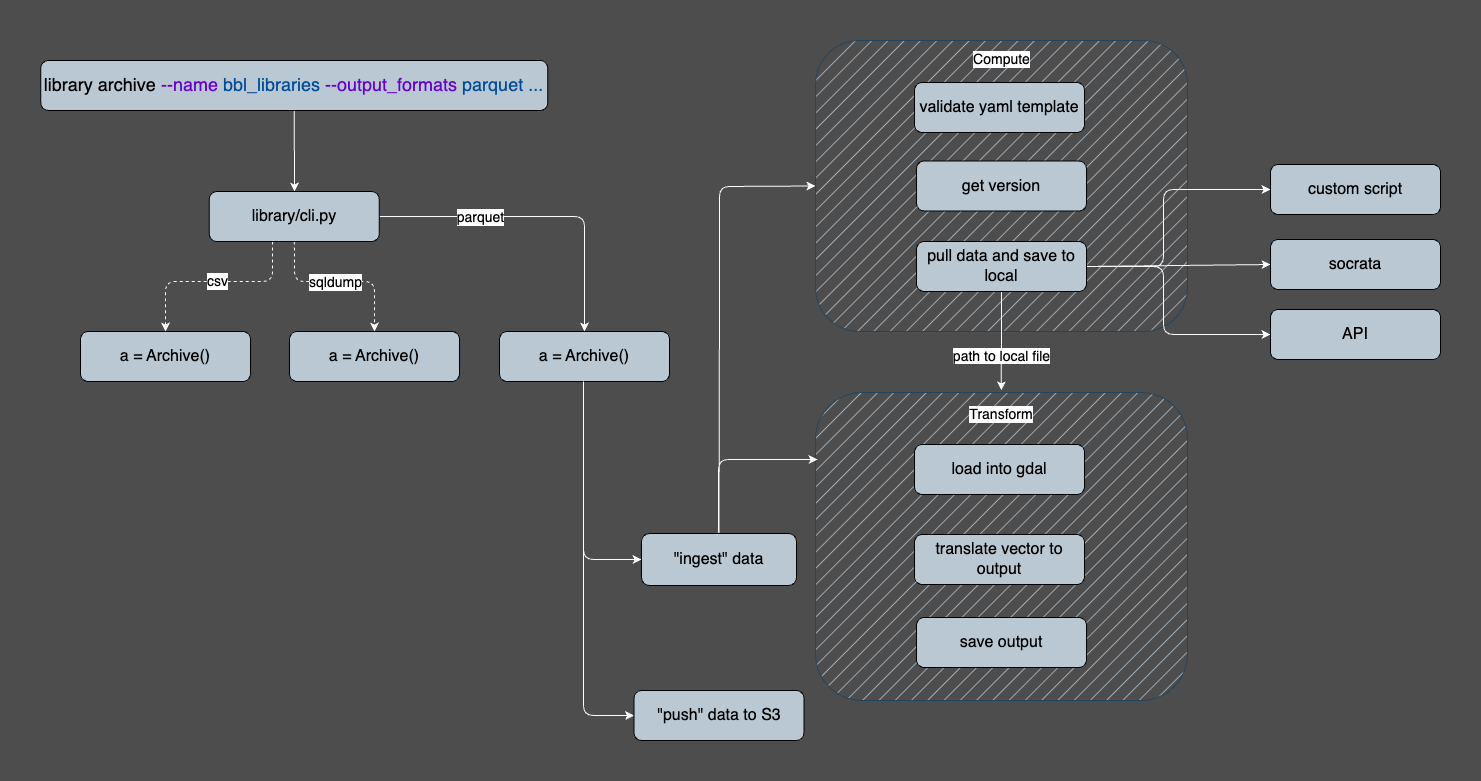 library archive --name bbl_libraries --output_formats parquet ...
library/cli.py
parquet
csv
sqldump
a = Archive()
a = Archive()
a = Archive()
"ingest" data
"push" data to S3
Compute
validate yaml template
get version
pull data and save to
local
custom script
socrata
API
path to local file
Transform
load into gdal
translate vector to
output
save output